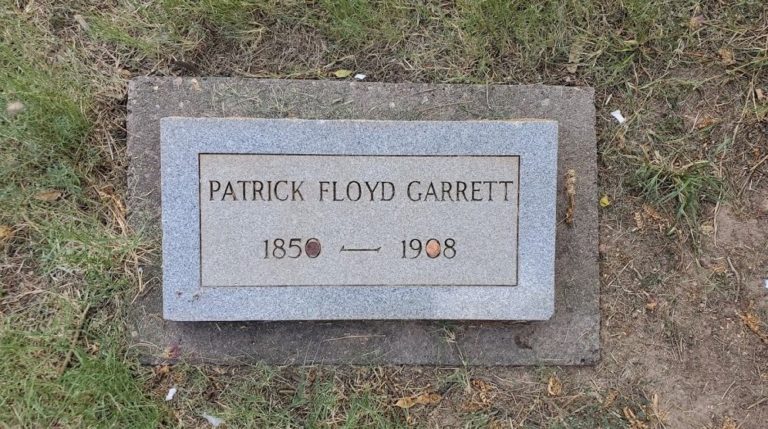 PATRICK FLOYD GARRETT
1850 — 1908